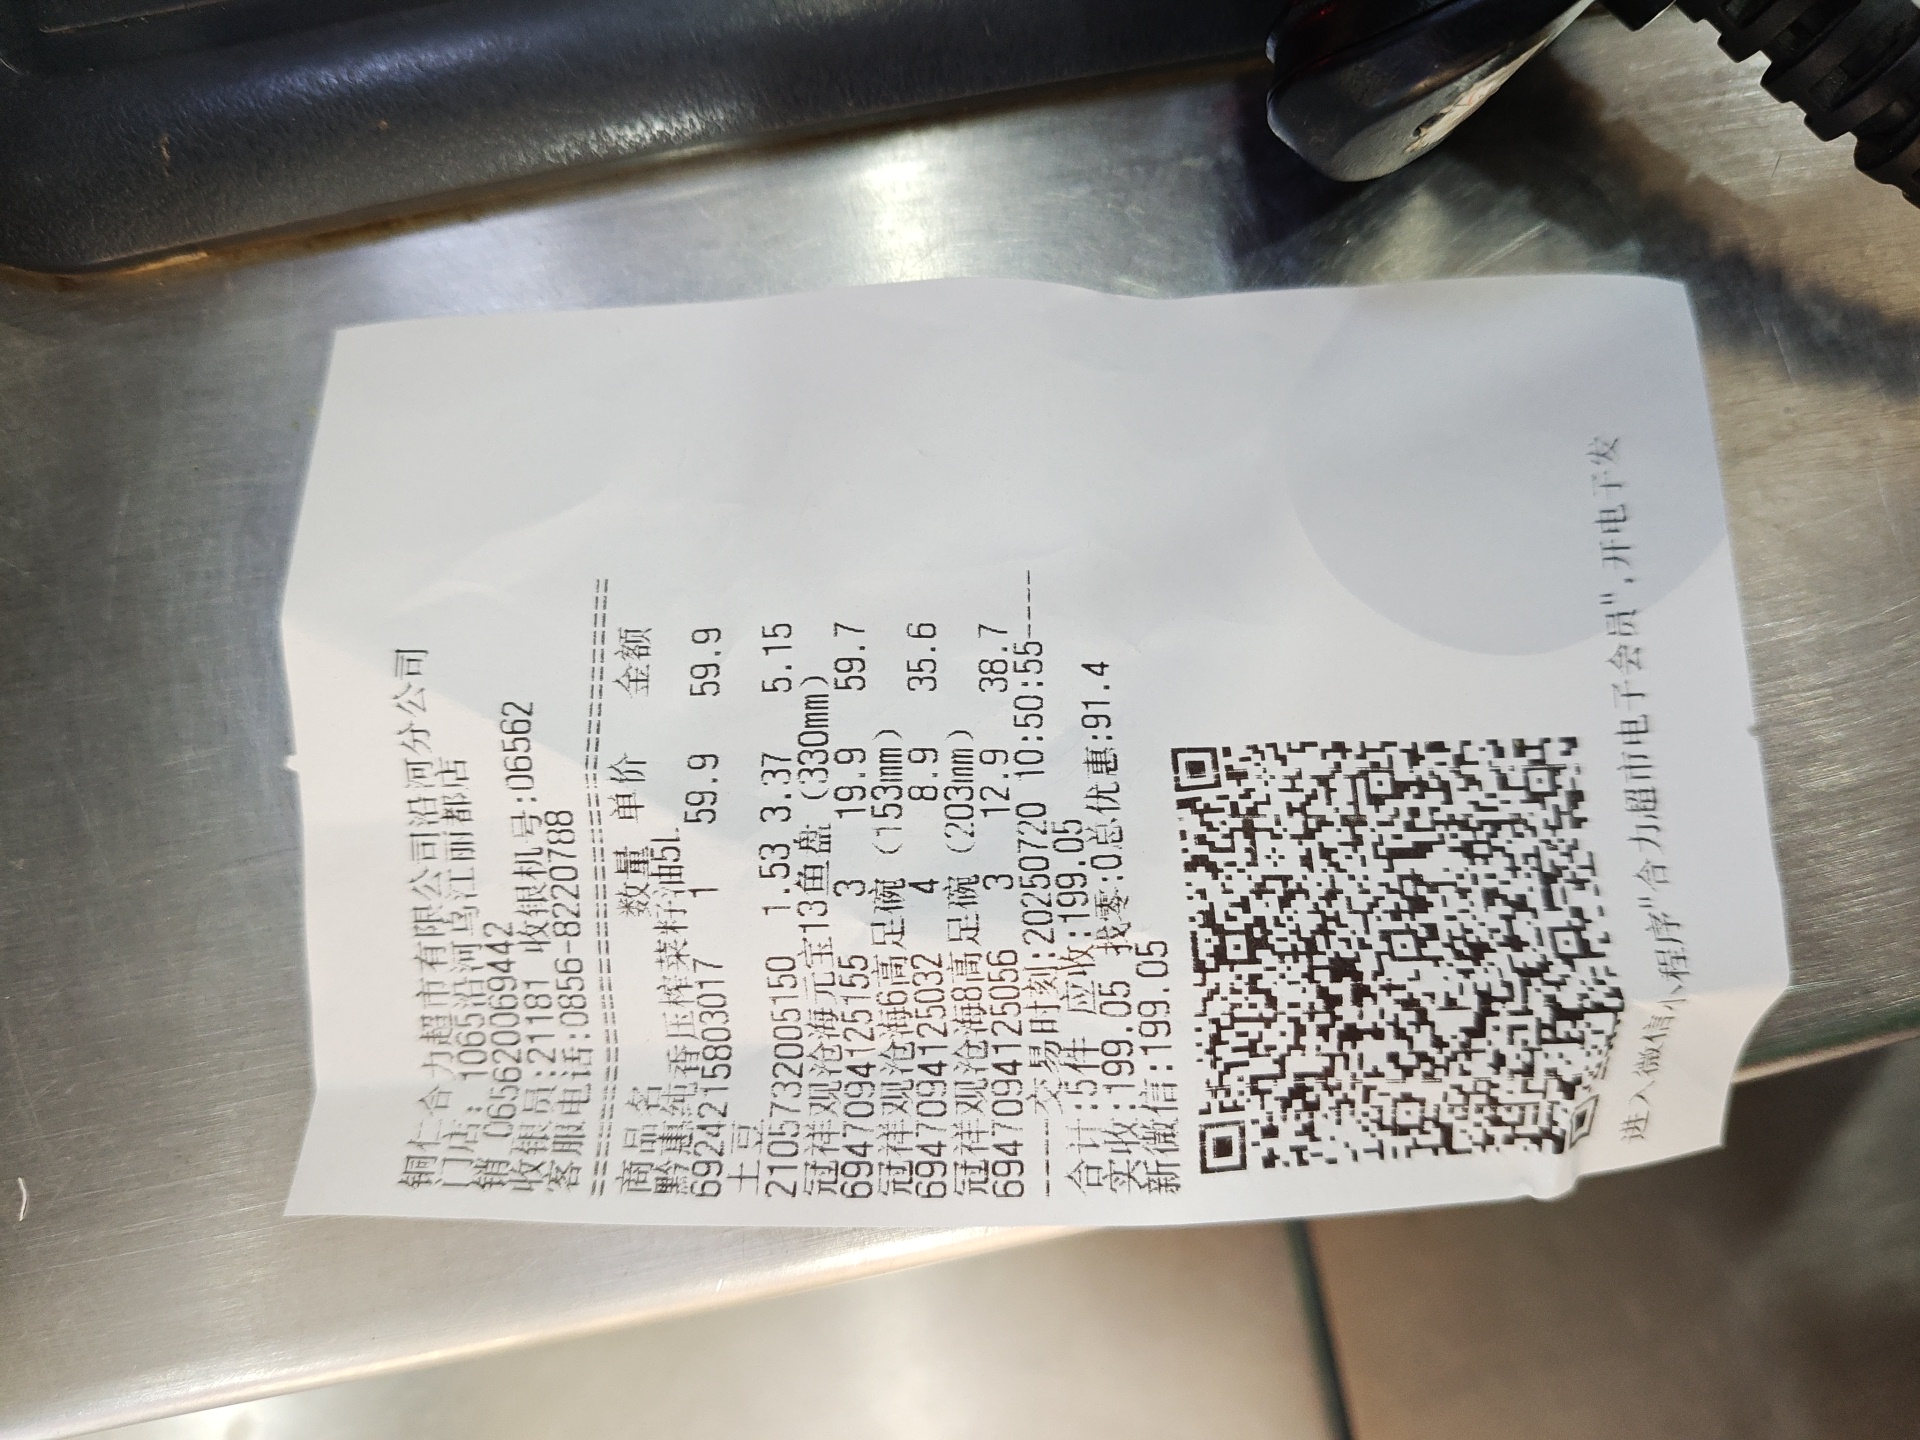 铜仁合力超市有限公司沿河分公司
门店: 1065沿河乌江丽都店
销 065620069442
收银员:211181 收银机号:06562
客服电话:0856-8220788
商品名 数量 单价 金额
黔惠纯香压榨菜籽油5L
6924215803017 1 59.9 59.9
土豆
2105732005150 1.53 3.37 5.15
冠祥观沧海元宝13鱼盘 (330mm)
6947094125155 3 19.9 59.7
冠祥观沧海6高足碗 (153mm)
6947094125032 4 8.9 35.6
冠祥观沧海8高足碗 (203mm)
6947094125056 3 12.9 38.7
-----交易时刻:20250720 10:50:55----
合计:5件 应收:199.05
实收:199.05 找零:0总优惠:91.4
新微信:199.05
进入微信小程序"合力超市电子会员",开电子发